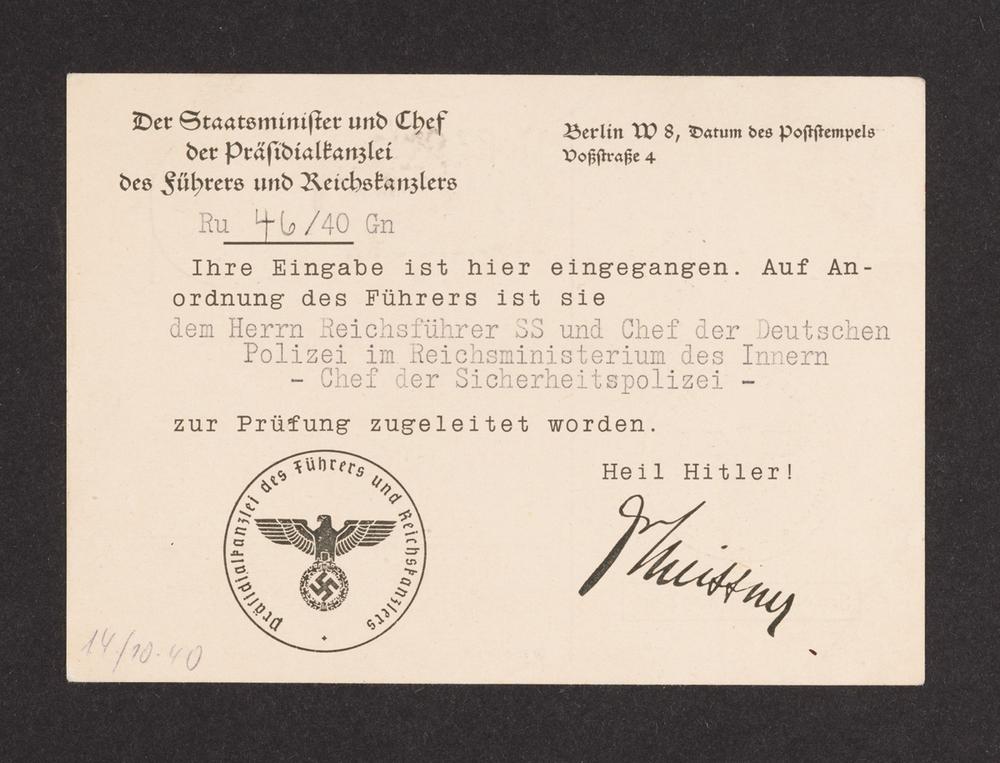 Der Staatsminister und Chef
der Präsidialkanzlei
des Führers und Reichskanzlers
Berlin W 8, Datum des Poststempels
Voßstraße 4
Ru 46/40 Gn
Ihre Eingabe ist hier eingegangen. Auf An-
ordnung des Führers ist sie
dem Herrn Reichsführer SS und Chef der Deutschen
Polizei im Reichsministerium des Innern
- Chef der Sicherheitspolizei -
zur Prüfung zugeleitet worden.
Heil Hitler!
Präsidialkanzlei des Führers und Reichskanzlers
Dr Meissner
14/10.40